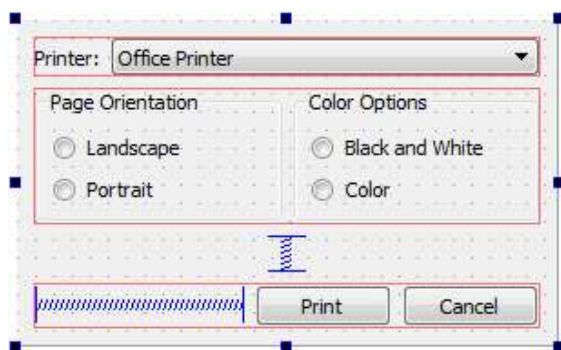 Printer: Office Printer
Page Orientation Color Options
Landscape Black and White
Portrait Color
Print Cancel